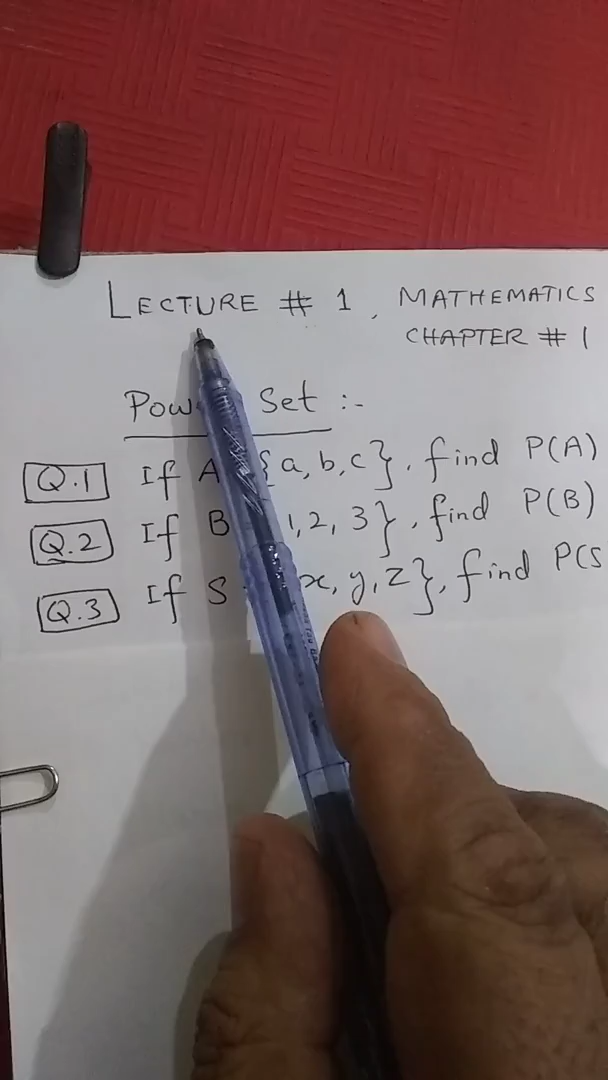 LECTURE # 1, MATHEMATICS
CHAPTER # 1
Set :-
Q.1 If A {a, b, c}, find P(A)
Q.2 If B 1, 2, 3}, find P(B)
Q.3 If S x, y, z}, find P(S